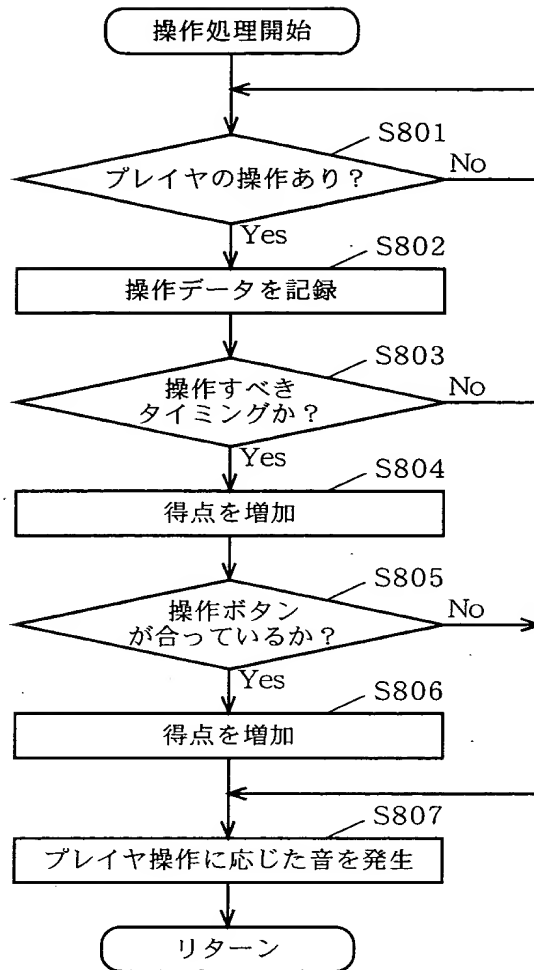 操作処理開始
S801
プレイヤの操作あり？
No
Yes
S802
操作データを記録
S803
操作すべき
タイミングか？
No
Yes
S804
得点を増加
S805
操作ボタン
が合っているか？
No
Yes
S806
得点を増加
S807
プレイヤ操作に応じた音を発生
リターン